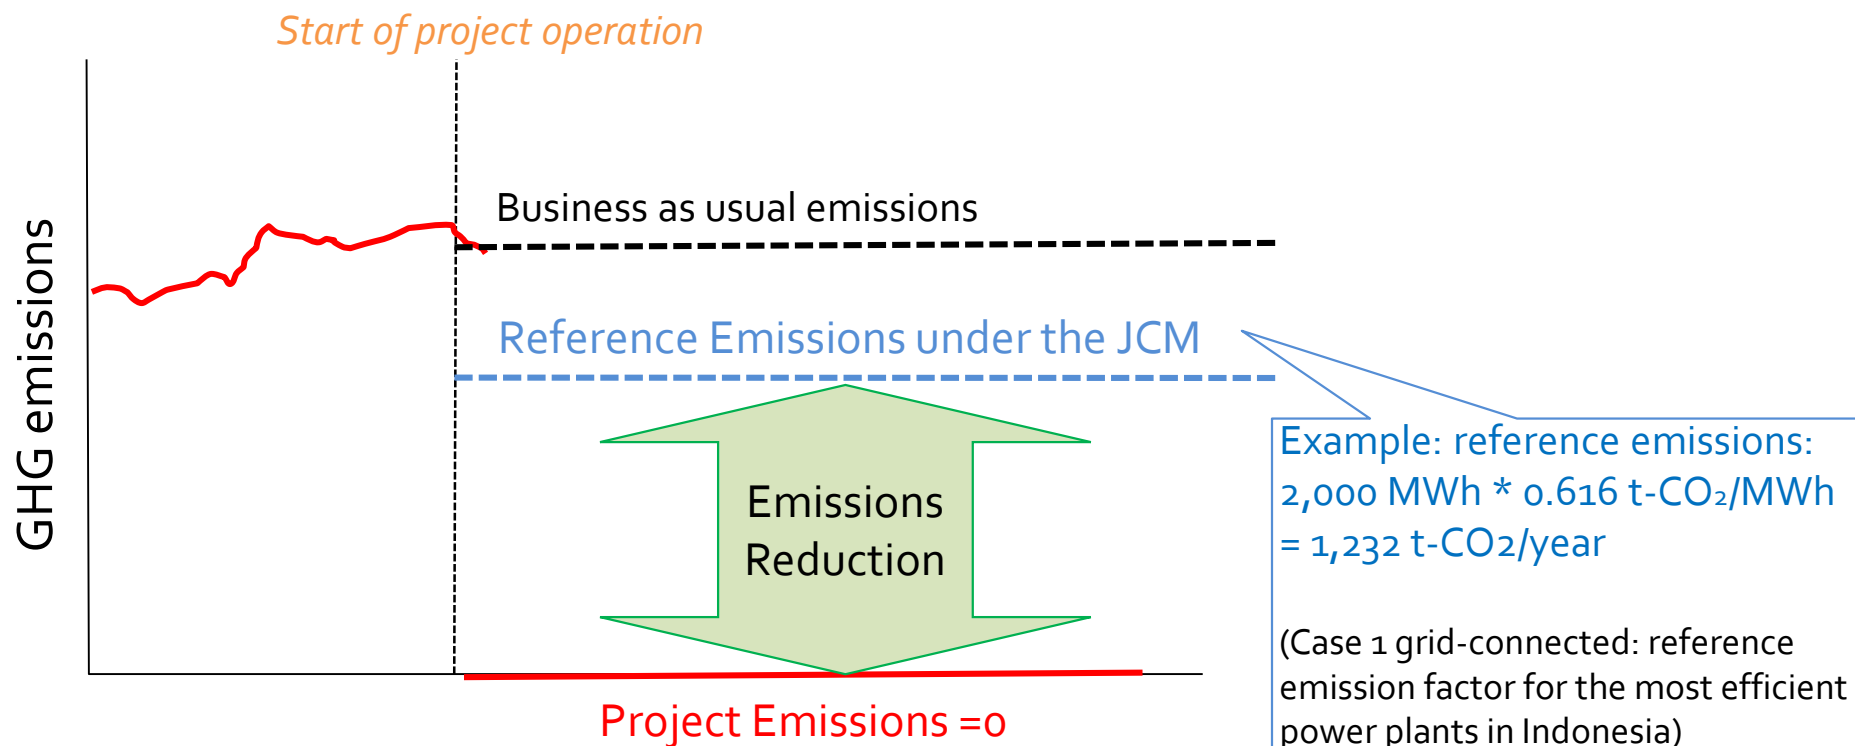 Start of project operation
GHG emissions
Business as usual emissions
Reference Emissions under the JCM
Emissions
Reduction
Project Emissions =0
Example: reference emissions:
2,000 MWh * 0.616 t-CO₂/MWh
= 1,232 t-CO2/year
(Case 1 grid-connected: reference
emission factor for the most efficient
power plants in Indonesia)